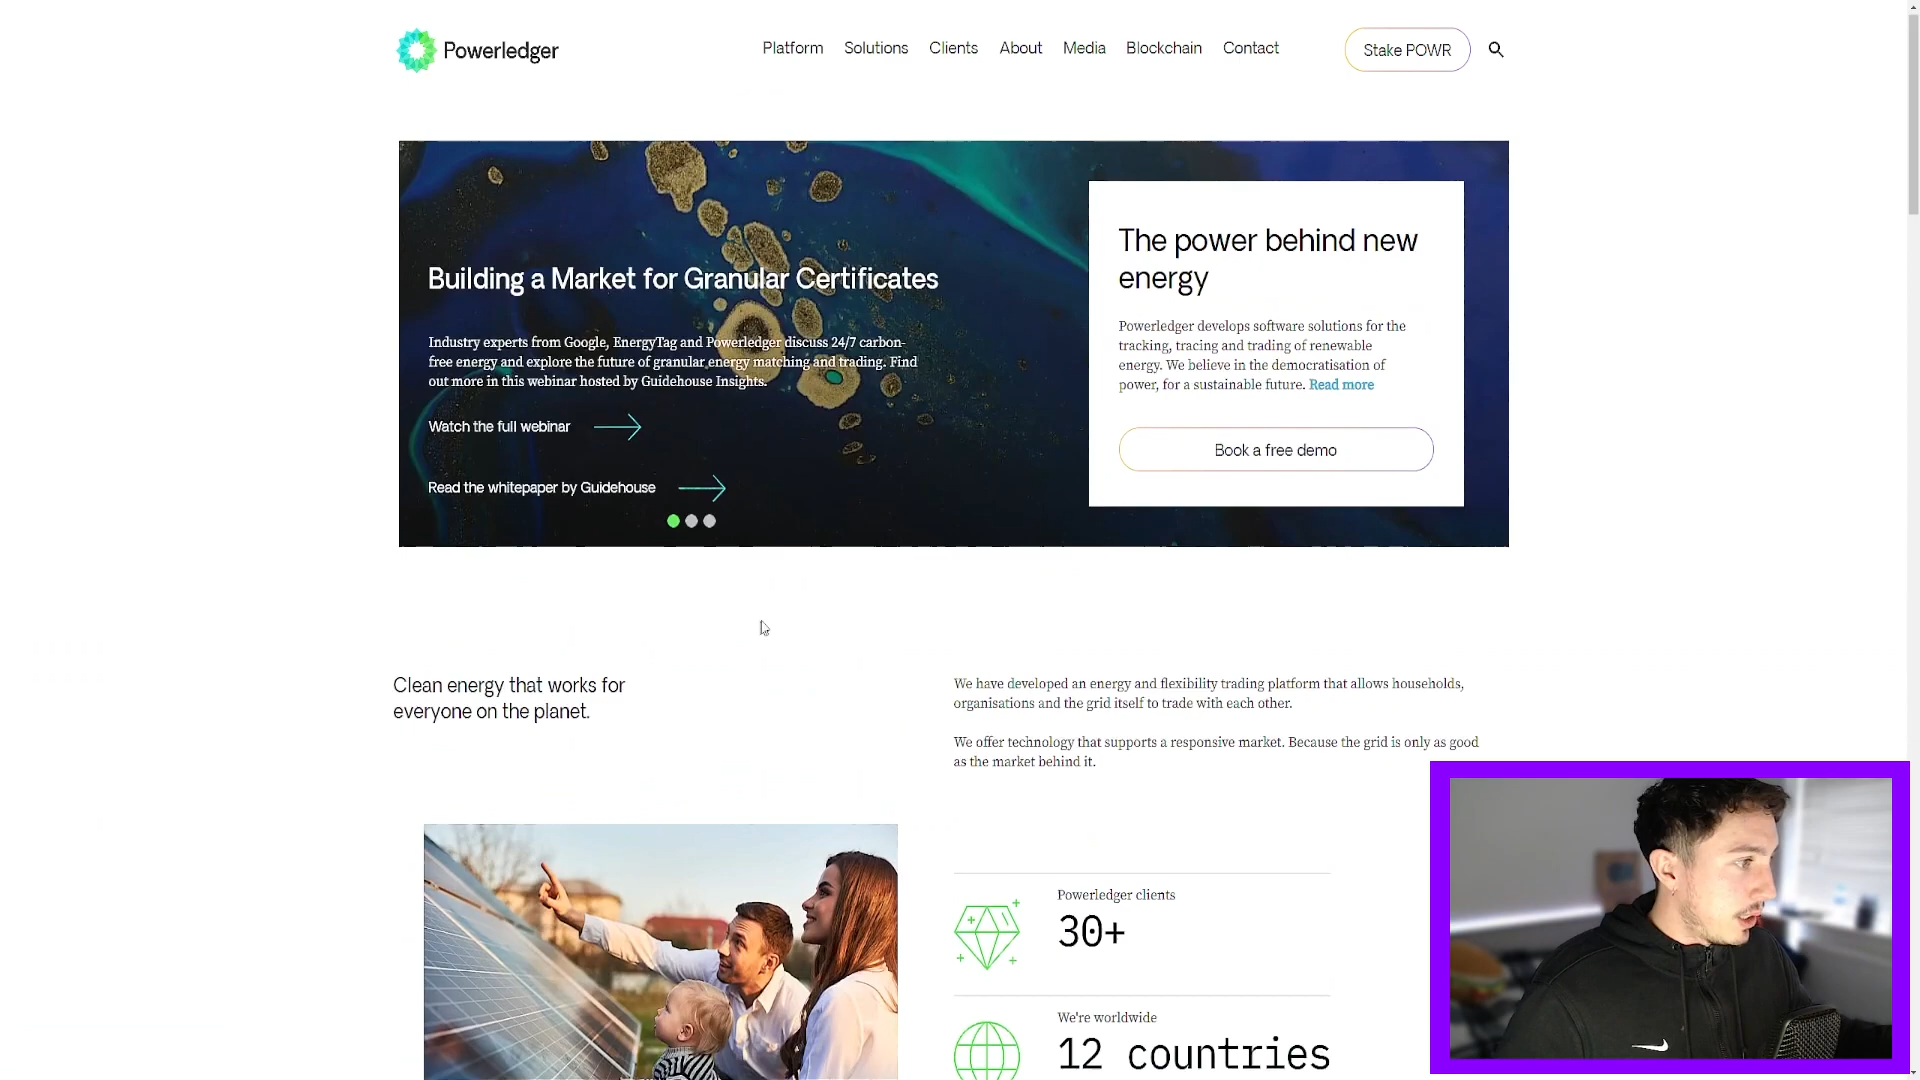 Powerledger
Platform
Solutions
Clients
About
Media
Blockchain
Contact
Stake POWR
Building a Market for Granular Certificates
Industry experts from Google, EnergyTag and Powerledger discuss 24/7 carbon-
free energy and explore the future of granular energy matching and trading. Find
out more in this webinar hosted by Guidehouse Insights.
Watch the full webinar
Read the whitepaper by Guidehouse
The power behind new
energy
Powerledger develops software solutions for the
tracking, tracing and trading of renewable
energy. We believe in the democratisation of
power, for a sustainable future. Read more
Book a free demo
Clean energy that works for
everyone on the planet.
We have developed an energy and flexibility trading platform that allows households,
organisations and the grid itself to trade with each other.
We offer technology that supports a responsive market. Because the grid is only as good
as the market behind it.
Powerledger clients
30+
We're worldwide
12 countries